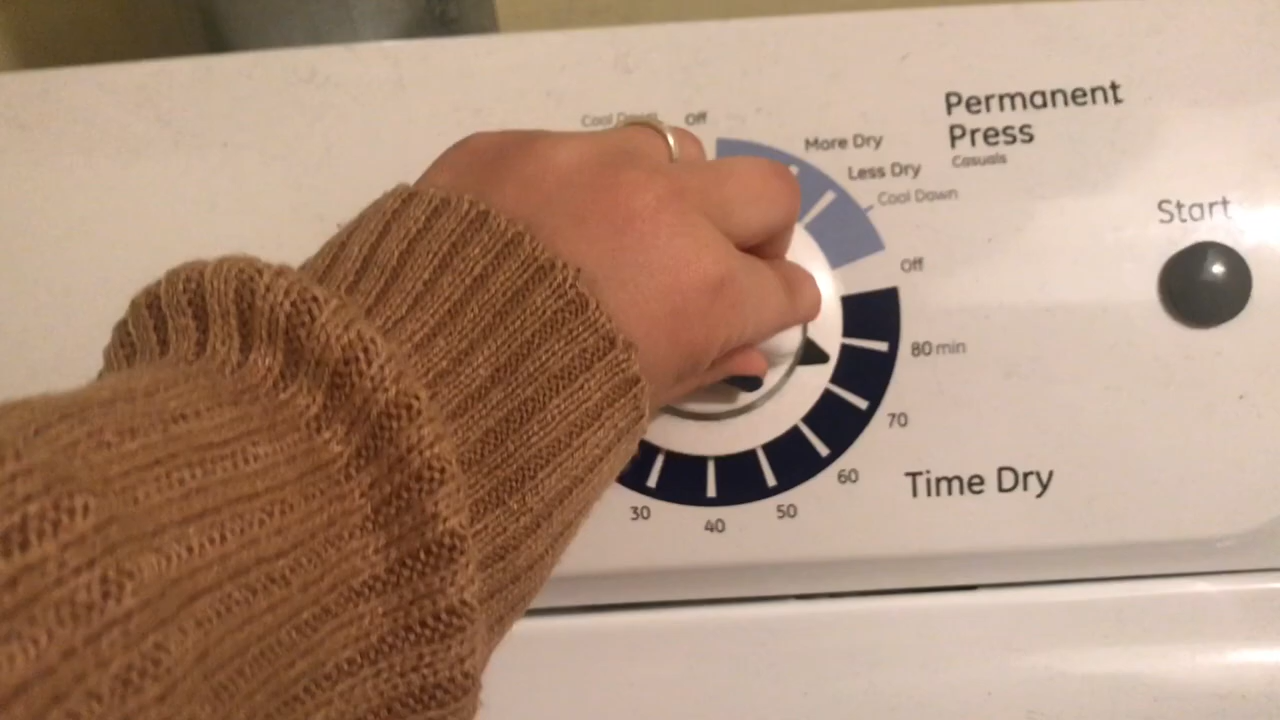 Cool Down
Off
More Dry
Less Dry
Cool Down
Permanent
Press
Casuals
Start
Off
80 min
70
60
50
40
30
Time Dry